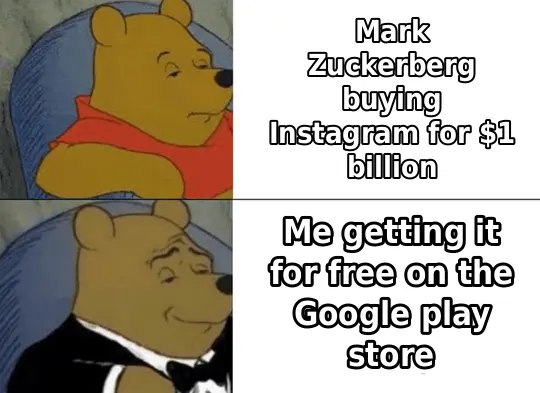 Mark
Zuckerberg
buying
Instagram for $1
billion
Me getting it
for free on the
Google play
store